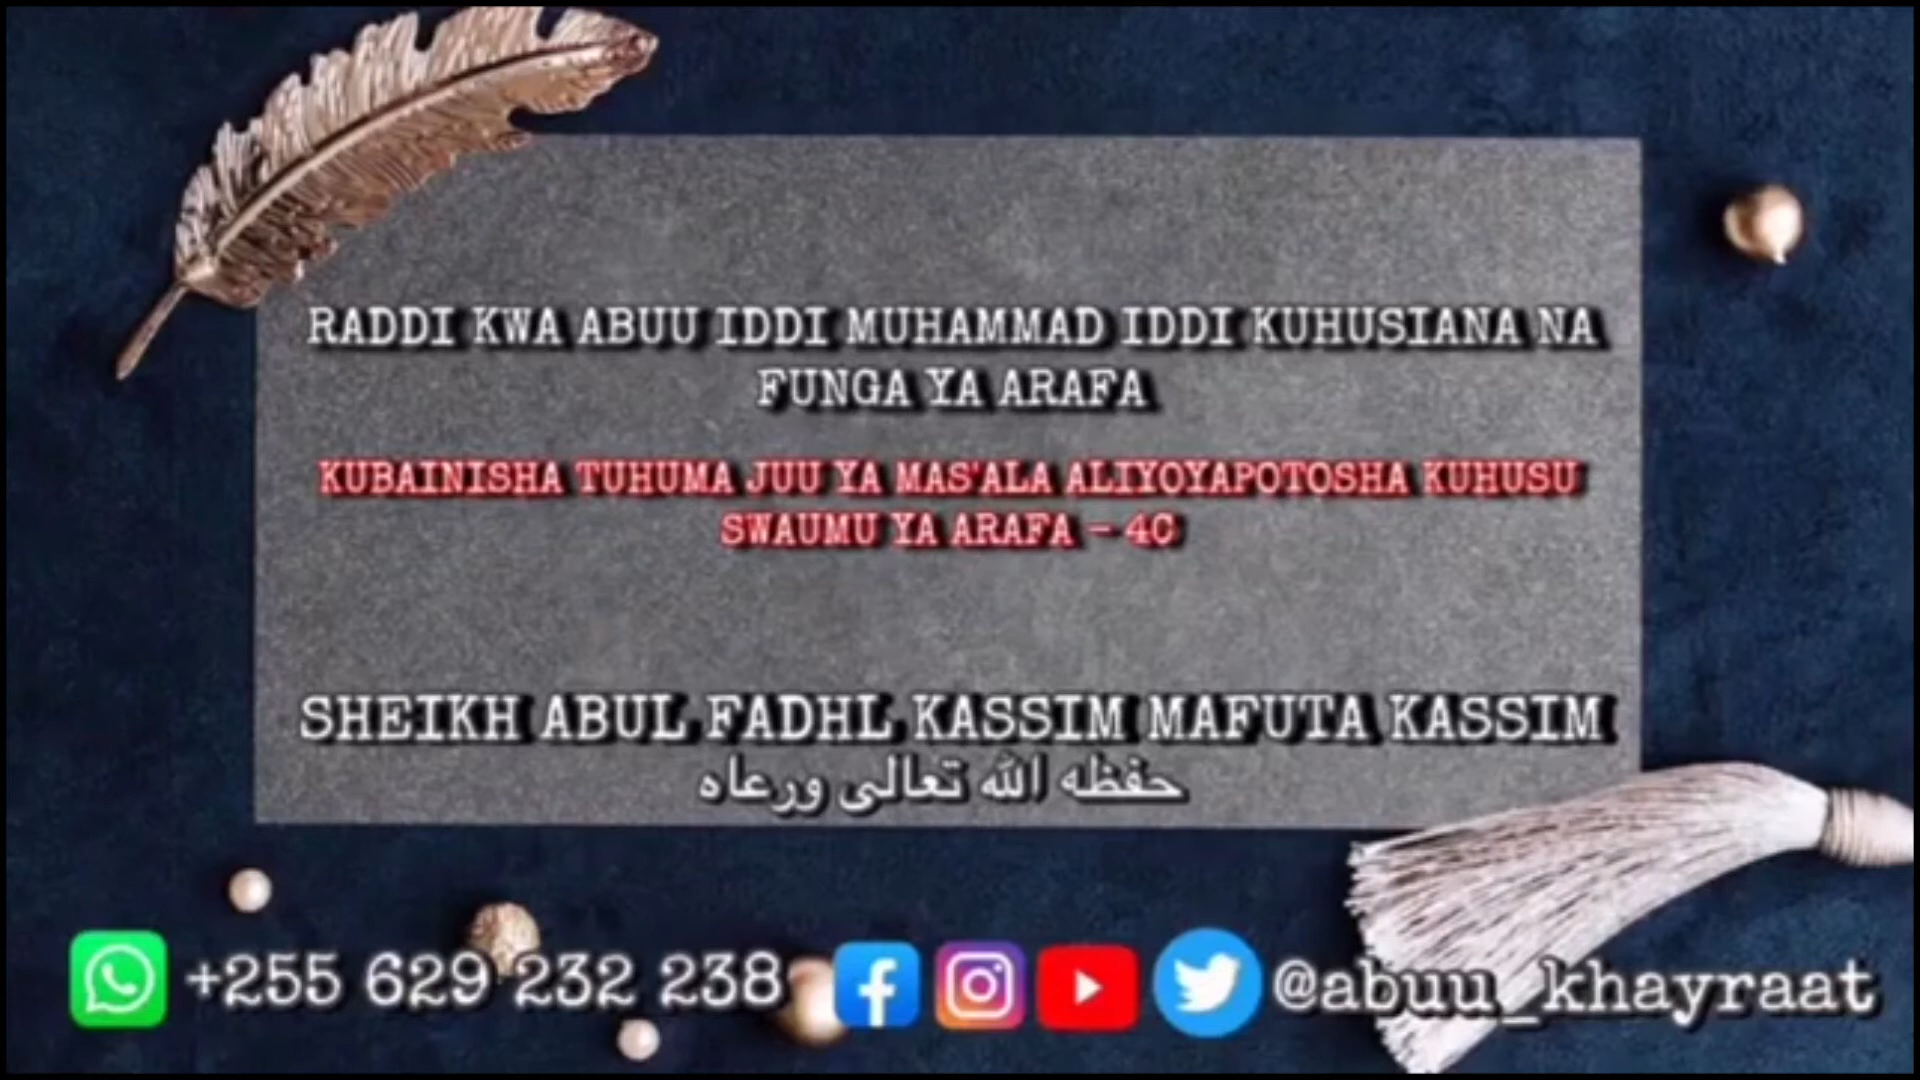 RADDI KWA ABUU IDDI MUHAMMAD IDDI KUHUSIANA NA
FUNGA YA ARAFA
KUBAINISHA TUHUMA JUU YA MAS'ALA ALIYOYAPOTOSHA KUHUSU
SWAUMU YA ARAFA - 4C
SHEIKH ABUL FADHL KASSIM MAFUTA KASSIM
حفظه الله تعالى ورعاه
+255 629 232 238 @abuu_khayraat